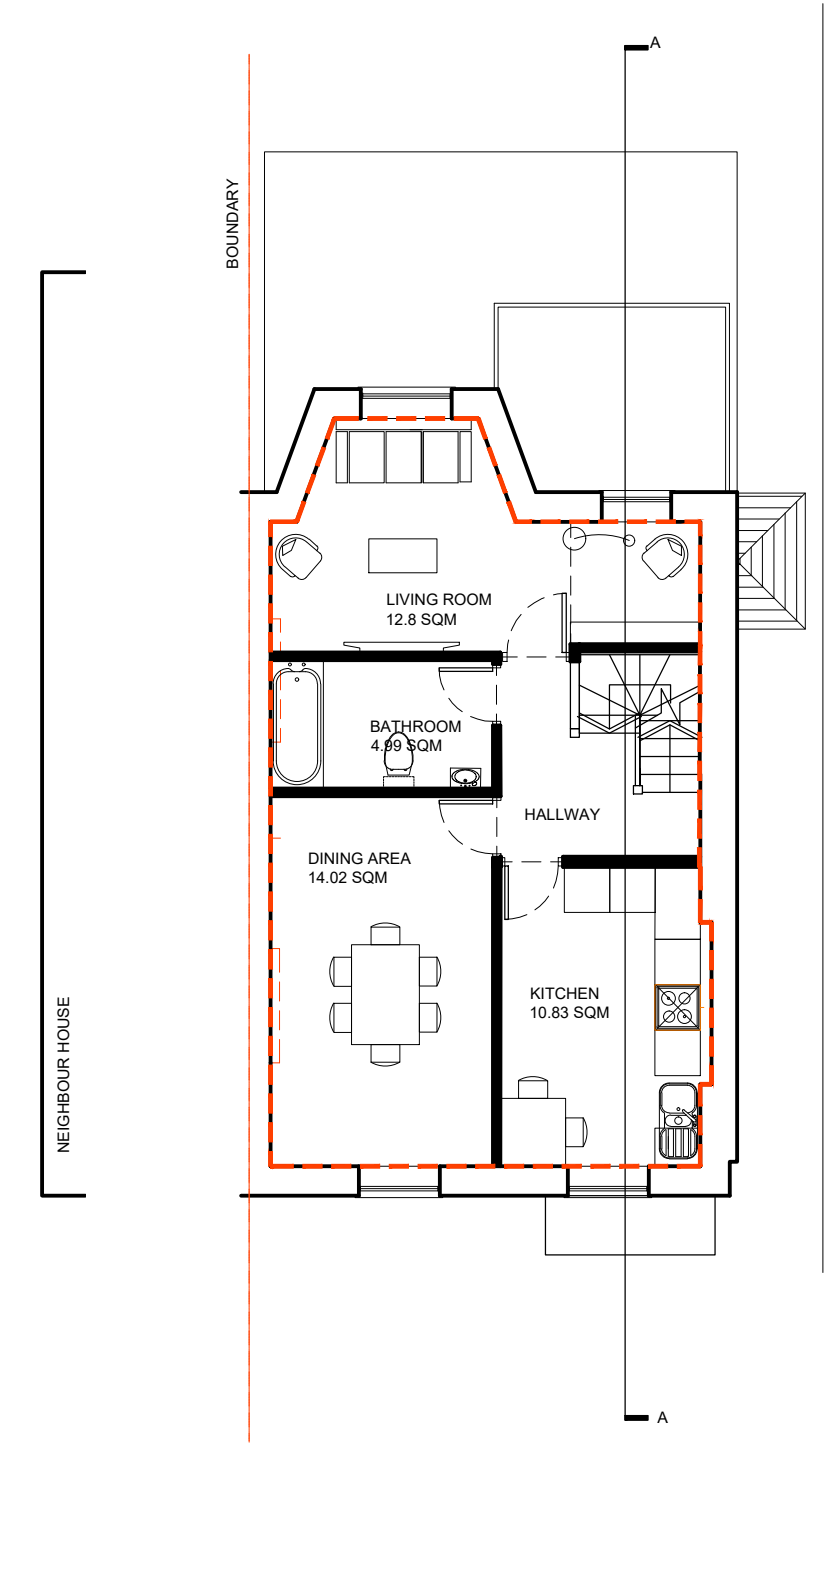 A
BOUNDARY
LIVING ROOM
12.8 SQM
BATHROOM
4.99 SQM
HALLWAY
DINING AREA
14.02 SQM
KITCHEN
10.83 SQM
NEIGHBOUR HOUSE
A